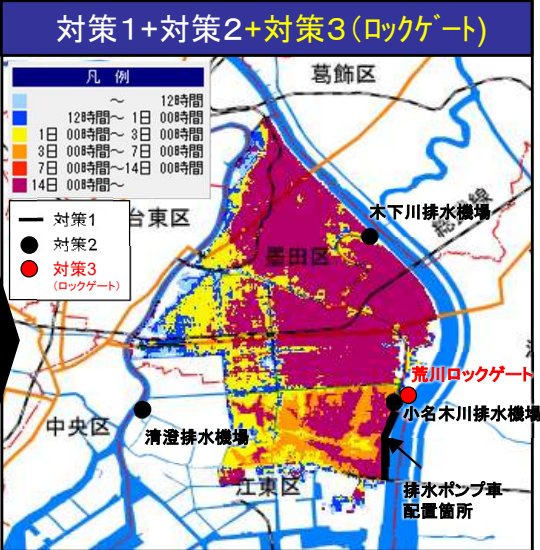 対策1+対策2+対策3(ロックゲート)
凡 例
～ 12時間
12時間～ 1日 00時間
1日 00時間～ 3日 00時間
3日 00時間～ 7日 00時間
7日 00時間～14日 00時間
14日 00時間～
対策1
対策2
対策3
(ロックゲート)
葛飾区
台東区
木下川排水機場
墨田区
荒川ロックゲート
小名木川排水機場
中央区
清澄排水機場
江東区
排水ポンプ車
配置箇所